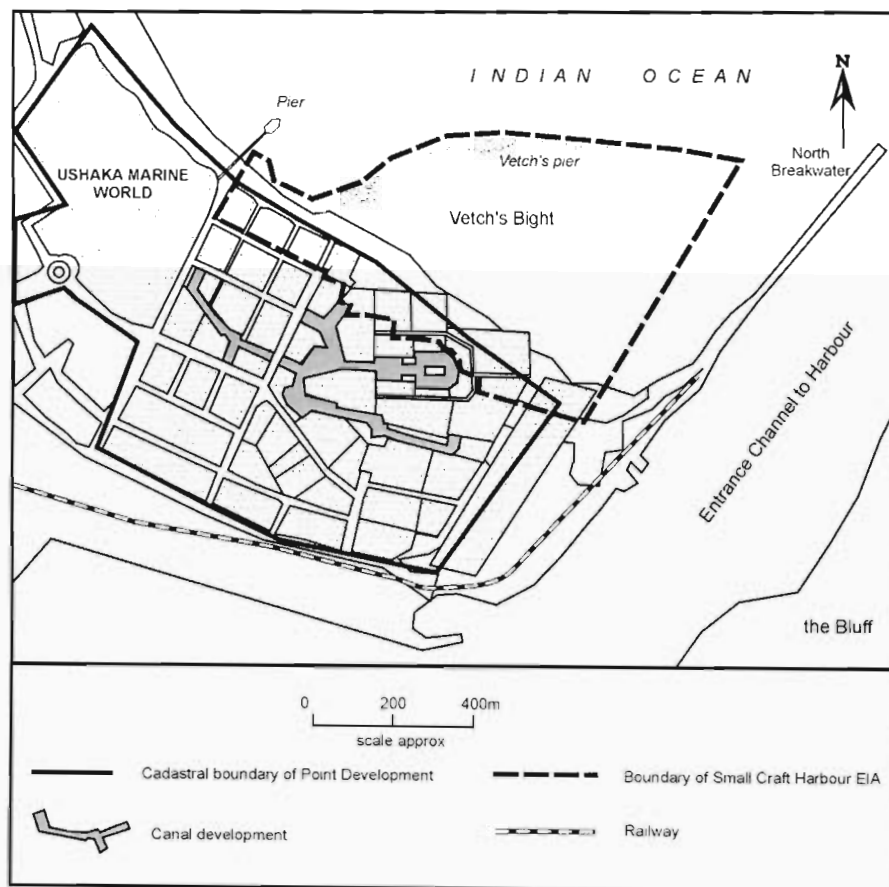 INDIAN OCEAN
N
Pier
North
Breakwater
Vetch's pier
USHAKA MARINE
WORLD
Vetch's Bight
Entrance Channel to Harbour
the Bluff
0 200 400m
scale approx
Cadastral boundary of Point Development
Boundary of Small Craft Harbour EIA
Canal development
Railway